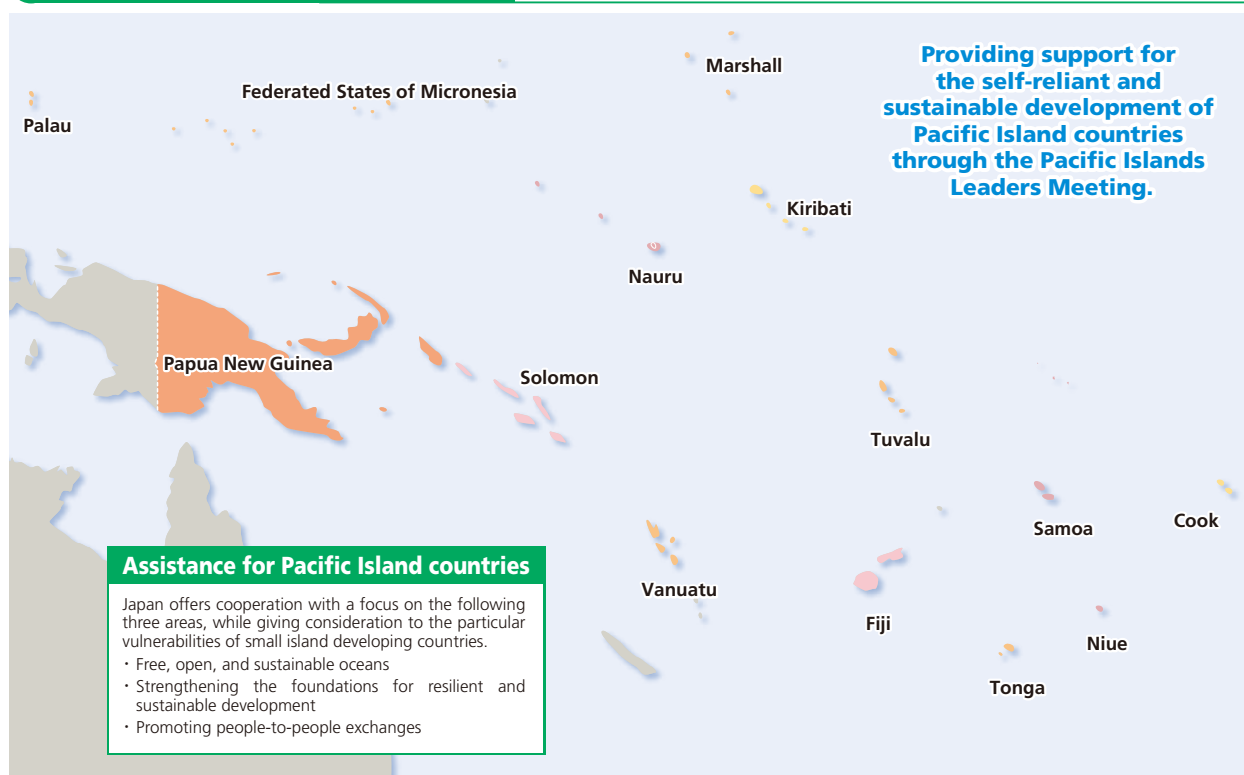 Providing support for
the self-reliant and
sustainable development of
Pacific Island countries
through the Pacific Islands
Leaders Meeting.
Marshall
Federated States of Micronesia
Palau
Kiribati
Nauru
Papua New Guinea
Solomon
Tuvalu
Samoa
Cook
Vanuatu
Fiji
Niue
Tonga
Assistance for Pacific Island countries
Japan offers cooperation with a focus on the following
three areas, while giving consideration to the particular
vulnerabilities of small island developing countries.
・Free, open, and sustainable oceans
・Strengthening the foundations for resilient and
sustainable development
・Promoting people-to-people exchanges